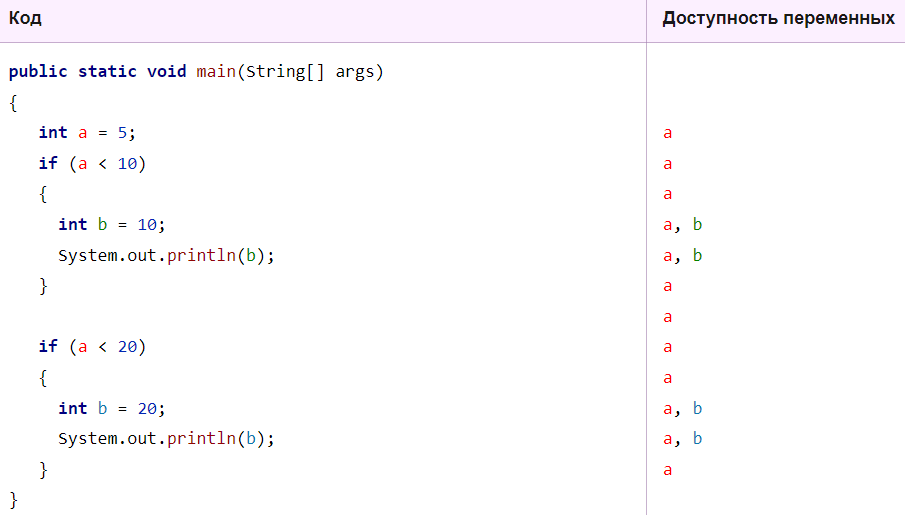 Код Доступность переменных
public static void main(String[] args)
{
int a = 5; a
if (a < 10) a
{ a
int b = 10; a, b
System.out.println(b); a, b
} a
a
if (a < 20) a
{ a
int b = 20; a, b
System.out.println(b); a, b
} a
}